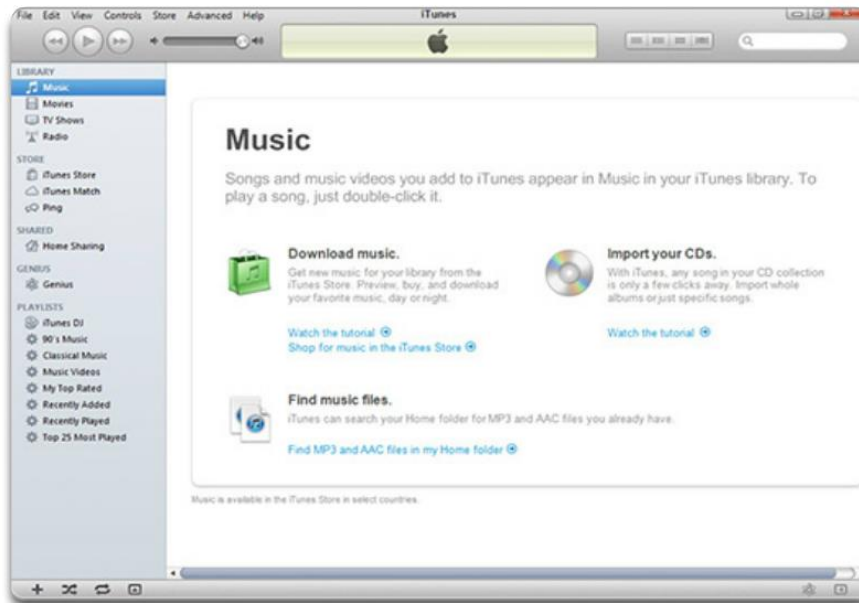 File Edit View Controls Store Advanced Help
iTunes
LIBRARY
Music
Movies
TV Shows
Radio
STORE
iTunes Store
iTunes Match
Ping
SHARED
Home Sharing
GENIUS
Genius
PLAYLISTS
iTunes DJ
90's Music
Classical Music
Music Videos
My Top Rated
Recently Added
Recently Played
Top 25 Most Played
Music
Songs and music videos you add to iTunes appear in Music in your iTunes library. To
play a song, just double-click it.
Download music.
Get new music for your library from the
iTunes Store. Preview, buy, and download
your favorite music, day or night.
Watch the tutorial
Shop for music in the iTunes Store
Import your CDs.
With iTunes, any song in your CD collection
is only a few clicks away. Import whole
albums or just specific songs.
Watch the tutorial
Find music files.
iTunes can search your Home folder for MP3 and AAC files you already have.
Find MP3 and AAC files in my Home folder
Music is available in the iTunes Store in select countries.